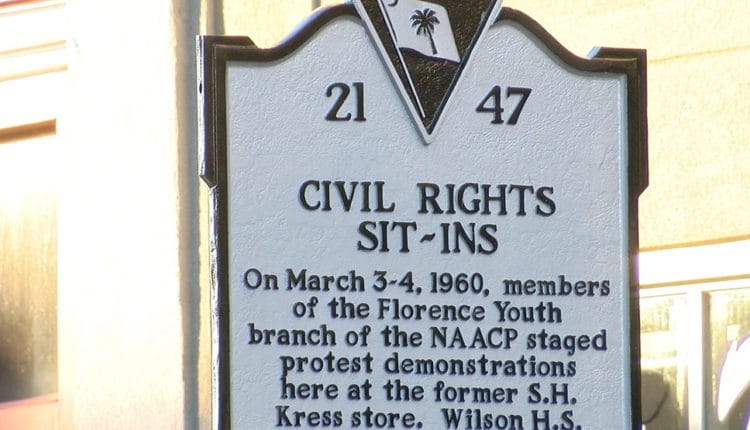 21 47
CIVIL RIGHTS
SIT-INS
On March 3-4, 1960, members
of the Florence Youth
branch of the NAACP staged
protest demonstrations
here at the former S.H.
Kress store. Wilson H.S.